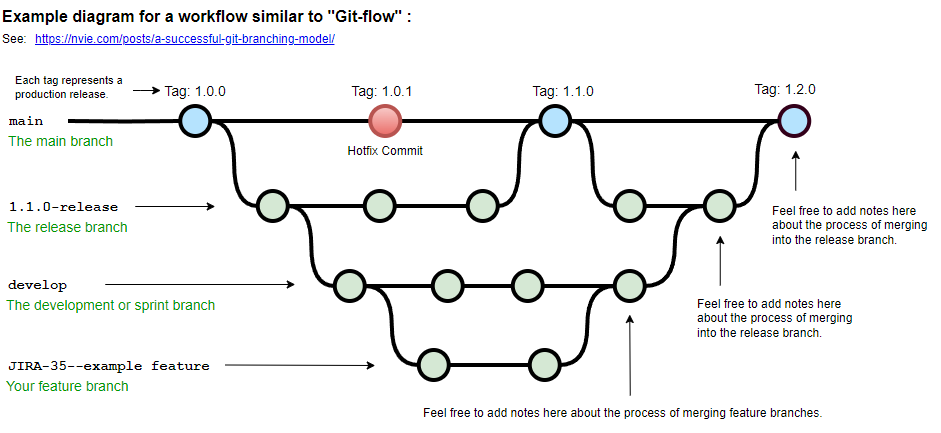 Example diagram for a workflow similar to "Git-flow" :
See: https://nvie.com/posts/a-successful-git-branching-model/
Each tag represents a
production release.
Tag: 1.0.0
Tag: 1.0.1
Tag: 1.1.0
Tag: 1.2.0
main
The main branch
Hotfix Commit
1.1.0-release
The release branch
Feel free to add notes here
about the process of merging
into the release branch.
develop
The development or sprint branch
Feel free to add notes here
about the process of merging
into the release branch.
JIRA-35--example feature
Your feature branch
Feel free to add notes here about the process of merging feature branches.